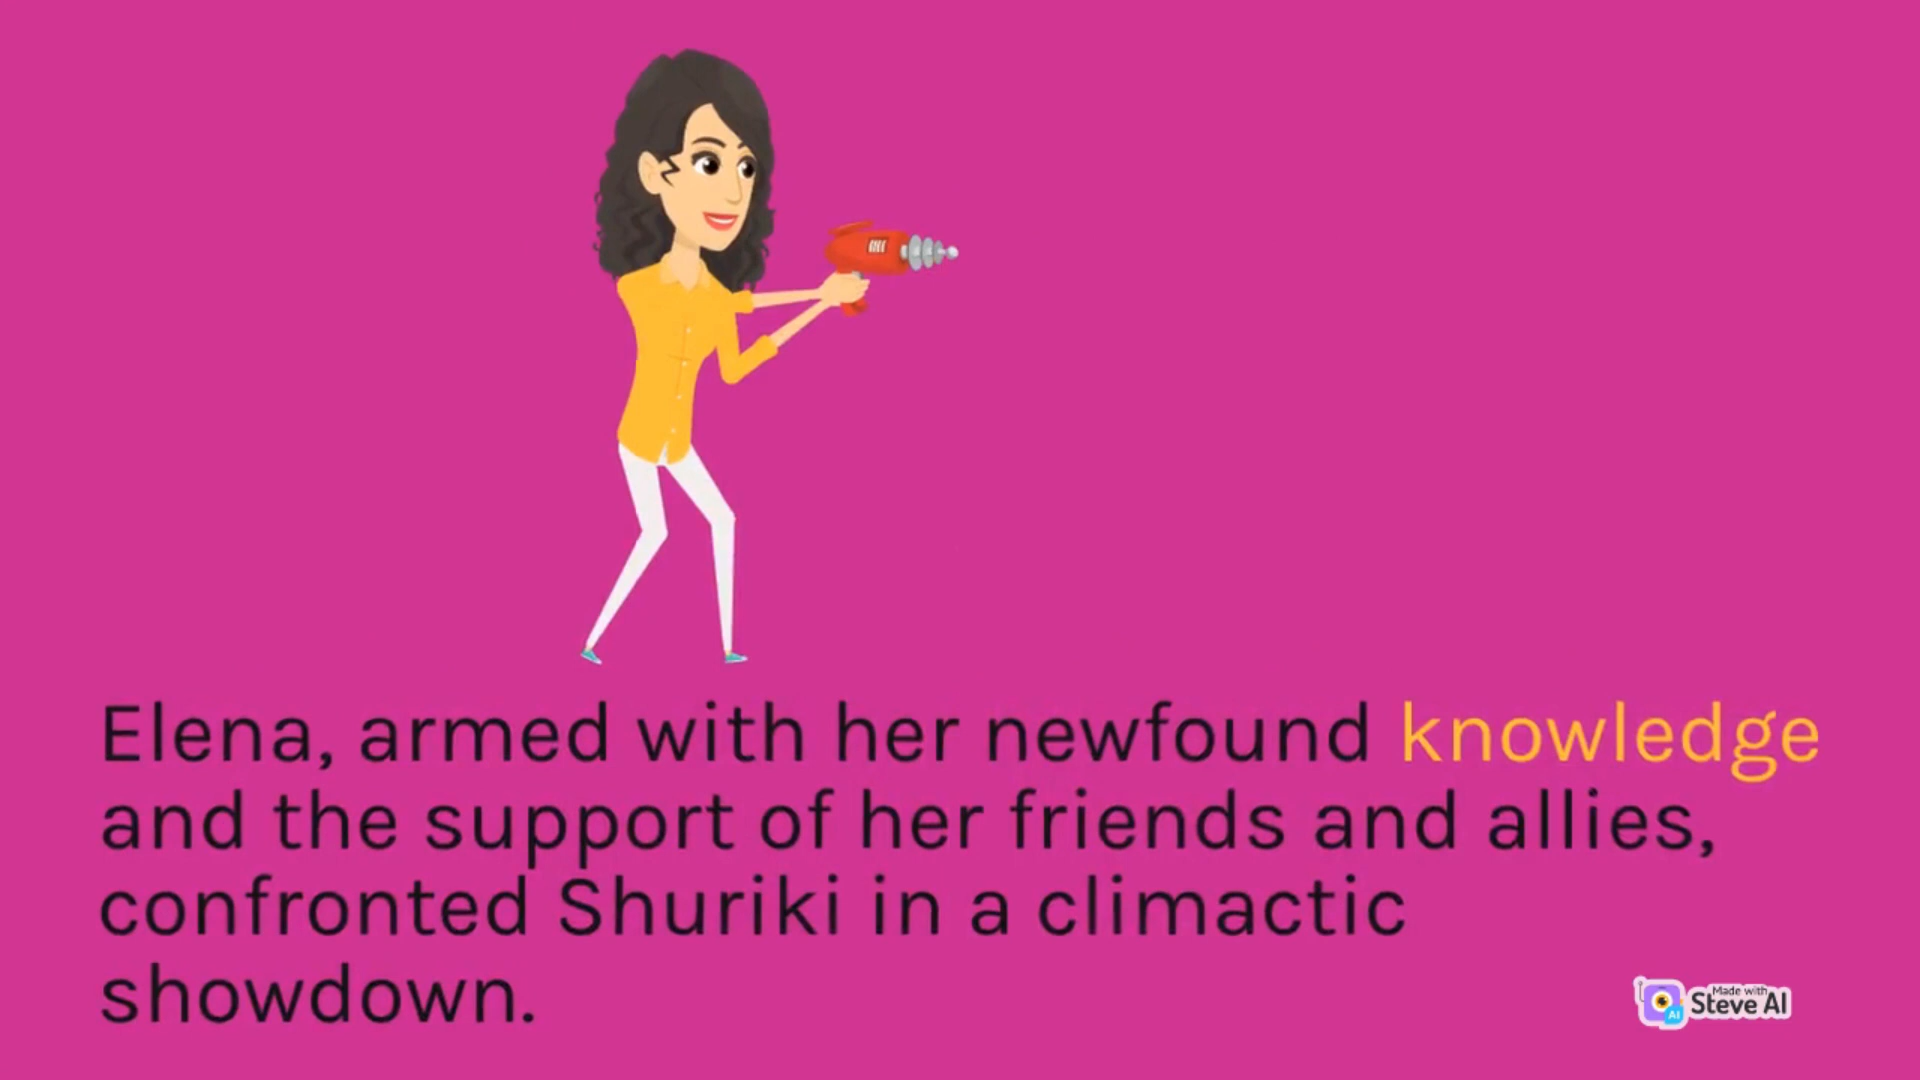 Elena, armed with her newfound knowledge
and the support of her friends and allies,
confronted Shuriki in a climactic
showdown.
Made with
Steve AI
AI